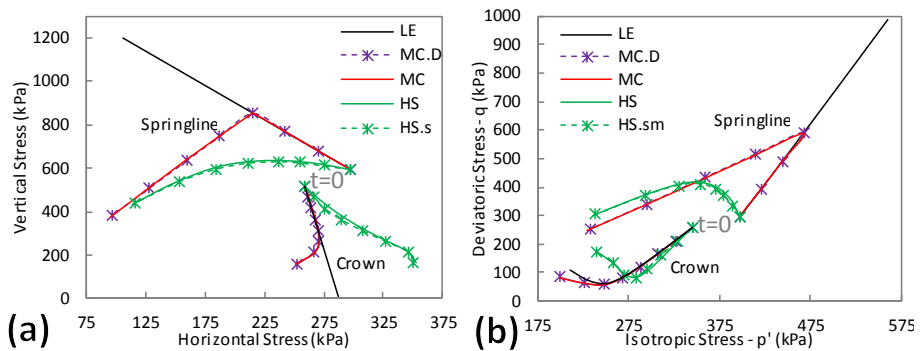 1200
1000
800
600
400
200
0
Vertical Stress (kPa)
75 125 175 225 275 325 375
Horizontal Stress (kPa)
LE
MC.D
MC
HS
HS.s
Springline
t=0
Crown
(a)
1000
900
800
700
600
500
400
300
200
100
0
Deviatoric Stress - q (kPa)
175 275 375 475 575
Isotropic Stress - p' (kPa)
LE
MC.D
MC
HS
HS.sm
Springline
t=0
Crown
(b)